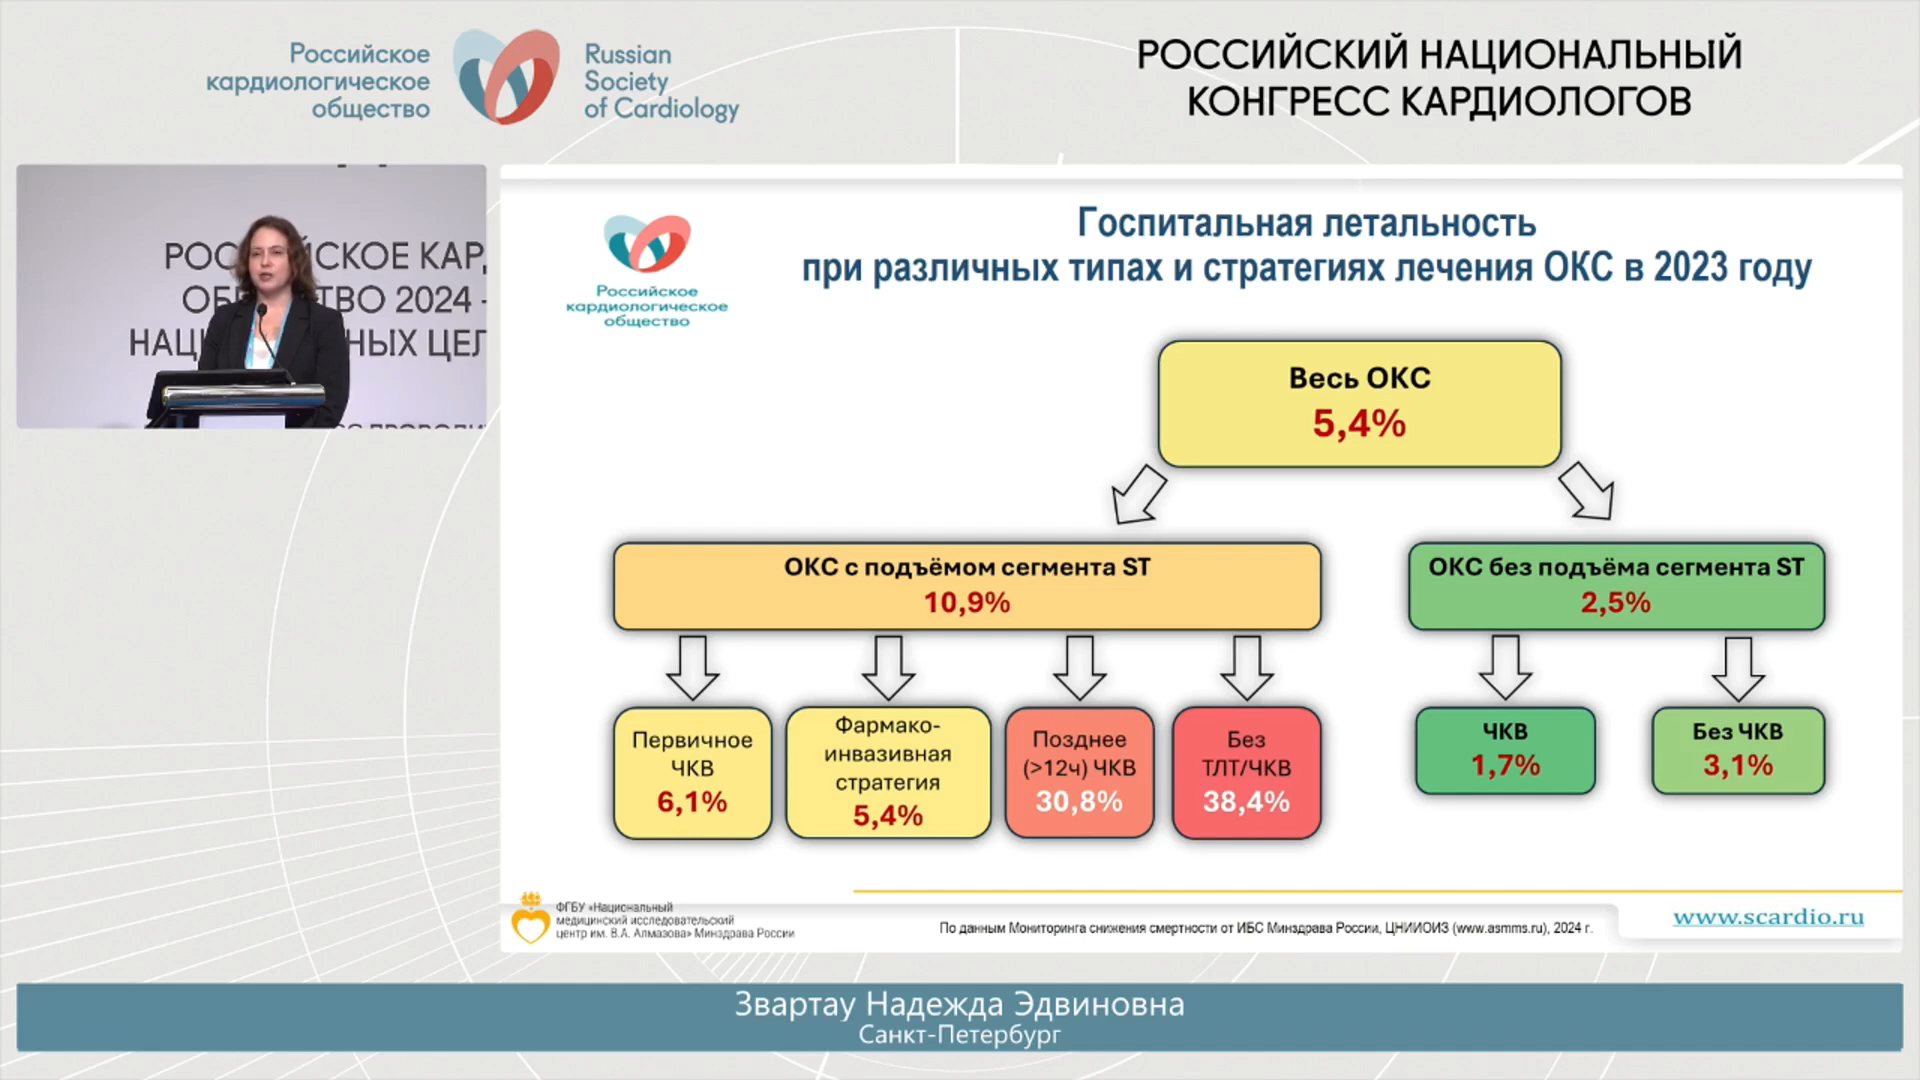 Российское
кардиологическое
общество
Russian
Society
of Cardiology
РОССИЙСКИЙ НАЦИОНАЛЬНЫЙ
КОНГРЕСС КАРДИОЛОГОВ
РОССИЙСКОЕ КАР
ОБЩЕСТВО 2024 -
НЫХ ЦЕЛ
Российское
кардиологическое
общество
Госпитальная летальность
при различных типах и стратегиях лечения ОКС в 2023 году
Весь ОКС
5,4%
ОКС с подъёмом сегмента ST
10,9%
ОКС без подъёма сегмента ST
2,5%
Первичное
ЧКВ
6,1%
Фармако-
инвазивная
стратегия
5,4%
Позднее
(>12ч) ЧКВ
30,8%
Без
ТЛТ/ЧКВ
38,4%
ЧКВ
1,7%
Без ЧКВ
3,1%
ФГБУ «Национальный
медицинский исследовательский
центр им. В.А. Алмазова» Минздрава России
По данным Мониторинга снижения смертности от ИБС Минздрава России, ЦНИИОИЗ (www.asmms.ru), 2024 г.
www.scardio.ru
Звартау Надежда Эдвиновна
Санкт-Петербург